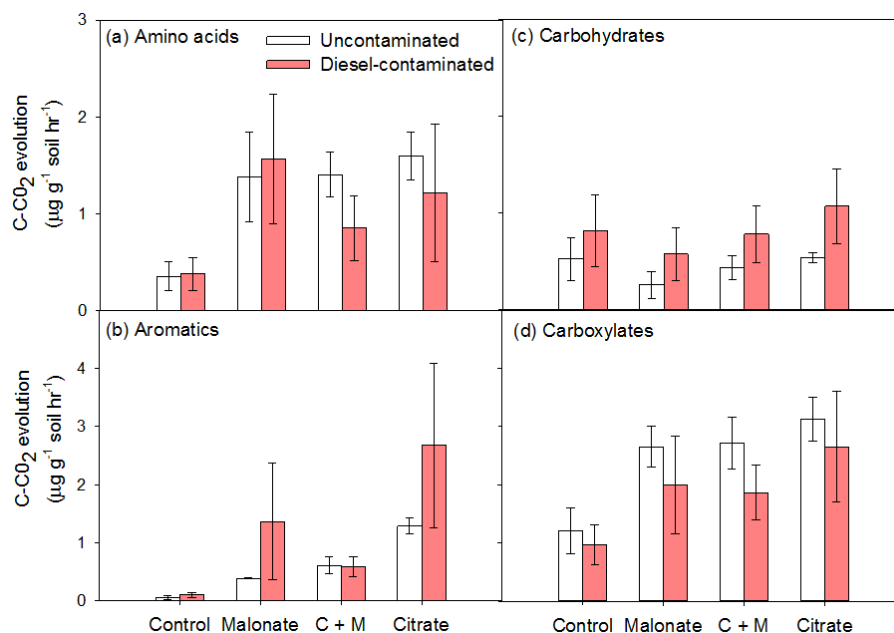 3
(a) Amino acids
Uncontaminated
Diesel-contaminated
(c) Carbohydrates
2
1
0
C-C0₂ evolution
(µg g⁻¹ soil hr⁻¹)
(b) Aromatics
(d) Carboxylates
4
3
2
1
0
C-C0₂ evolution
(µg g⁻¹ soil hr⁻¹)
Control Malonate C + M Citrate
Control Malonate C + M Citrate